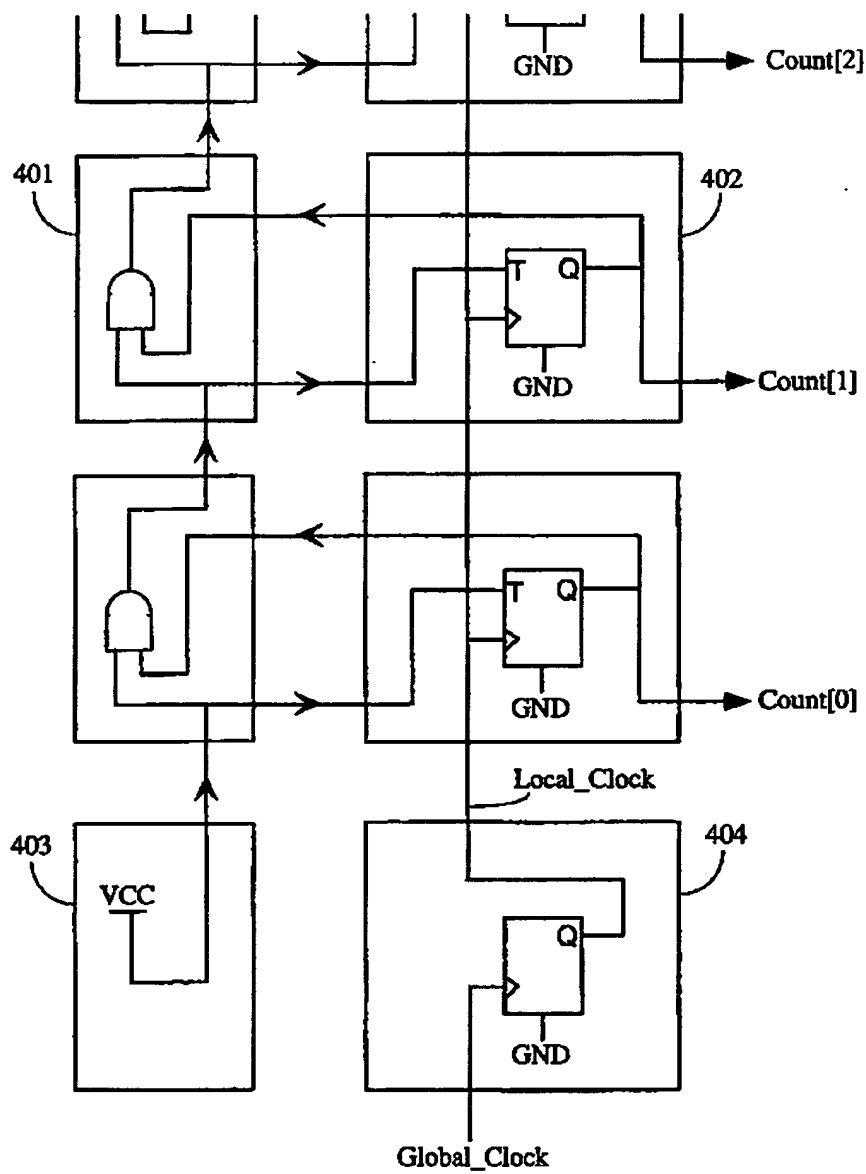 GND
Count[2]
401
402
T Q
GND
Count[1]
T Q
GND
Count[0]
Local_Clock
403
404
VCC
Q
GND
Global_Clock